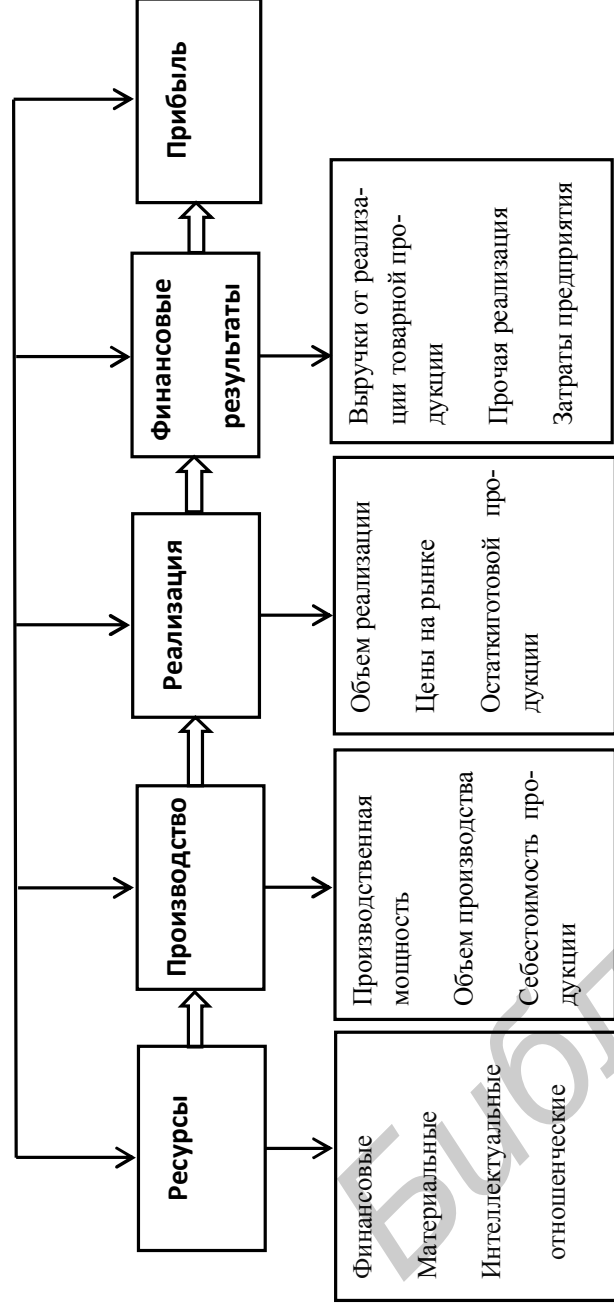 Ресурсы
Производство
Реализация
Финансовые
результаты
Прибыль
Финансовые
Материальные
Интеллектуальные
отношенческие
Производственная
мощность
Объем производства
Себестоимость про-
дукции
Объем реализации
Цены на рынке
Остаткиготовой про-
дукции
Выручки от реализа-
ции товарной про-
дукции
Прочая реализация
Затраты предприятия